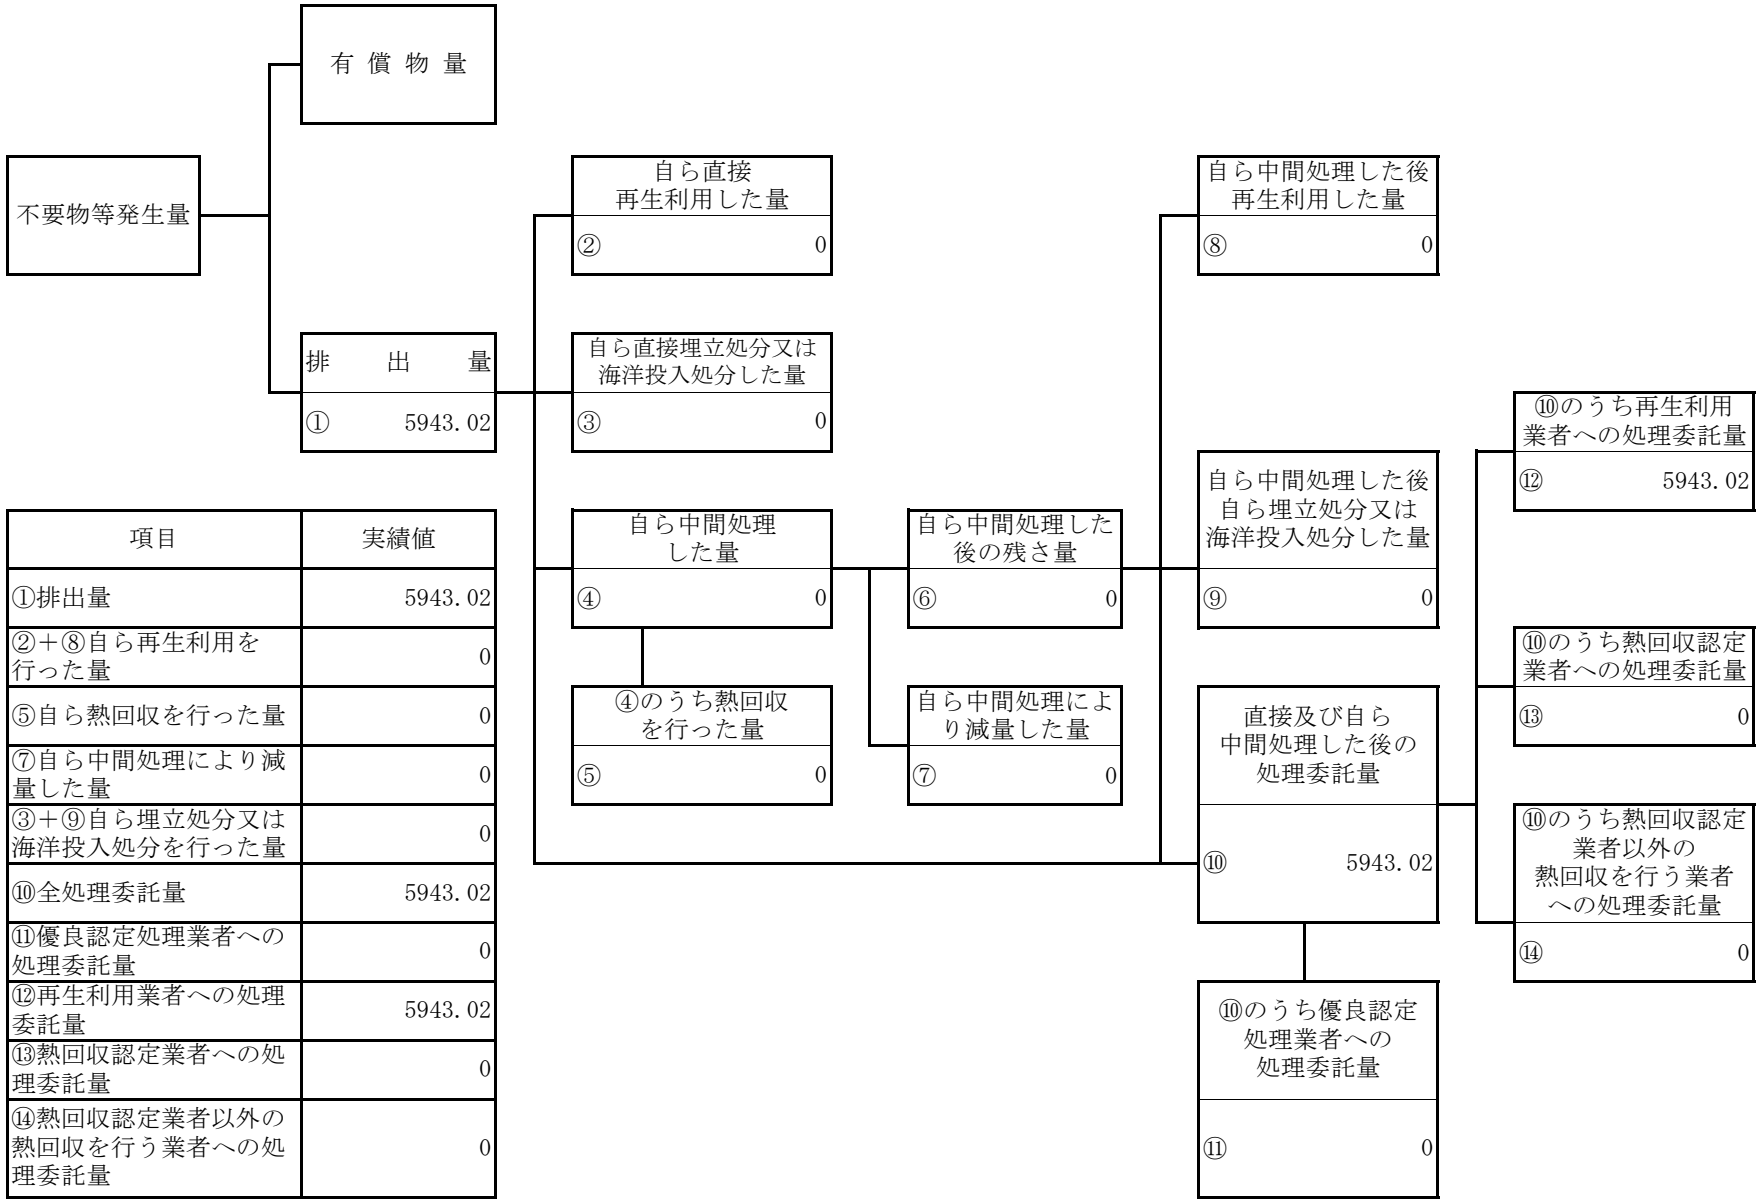 有償物量
不要物等発生量
排出量
① 5943.02
自ら直接
再生利用した量
② 0
自ら直接埋立処分又は
海洋投入処分した量
③ 0
自ら中間処理
した量
④ 0
④のうち熱回収
を行った量
⑤ 0
自ら中間処理した
後の残さ量
⑥ 0
自ら中間処理によ
り減量した量
⑦ 0
自ら中間処理した後
再生利用した量
⑧ 0
自ら中間処理した後
自ら埋立処分又は
海洋投入処分した量
⑨ 0
直接及び自ら
中間処理した後の
処理委託量
⑩ 5943.02
⑩のうち優良認定
処理業者への
処理委託量
⑪ 0
⑩のうち再生利用
業者への処理委託量
⑫ 5943.02
⑩のうち熱回収認定
業者への処理委託量
⑬ 0
⑩のうち熱回収認定
業者以外の
熱回収を行う業者
への処理委託量
⑭ 0
項目 実績値
①排出量 5943.02
②＋⑧自ら再生利用を
行った量 0
⑤自ら熱回収を行った量 0
⑦自ら中間処理により減
量した量 0
③＋⑨自ら埋立処分又は
海洋投入処分を行った量 0
⑩全処理委託量 5943.02
⑪優良認定処理業者への
処理委託量 0
⑫再生利用業者への処理
委託量 5943.02
⑬熱回収認定業者への処
理委託量 0
⑭熱回収認定業者以外の
熱回収を行う業者への処
理委託量 0